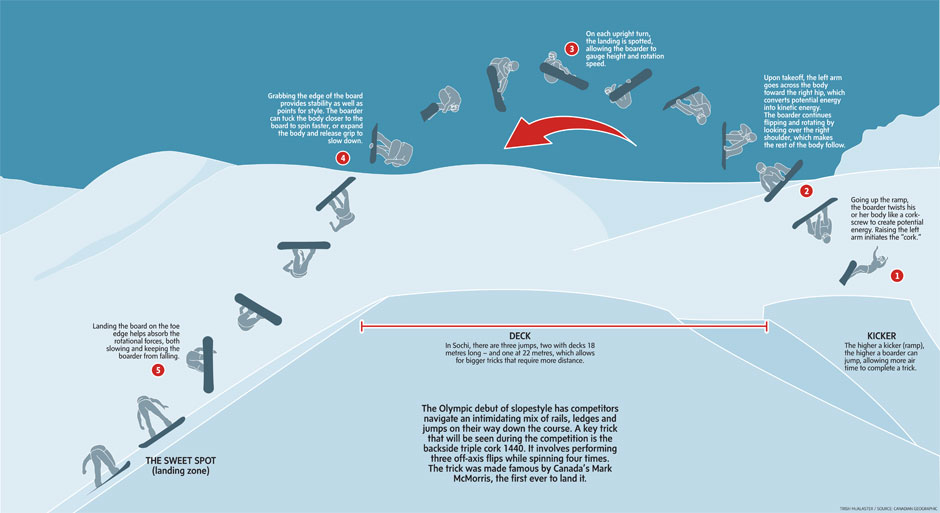 1
Going up the ramp,
the boarder twists his
or her body like a cork-
screw to create potential
energy. Raising the left
arm initiates the “cork.”
2
Upon takeoff, the left arm
goes across the body
toward the right hip, which
converts potential energy
into kinetic energy.
The boarder continues
flipping and rotating by
looking over the right
shoulder, which makes
the rest of the body follow.
3
On each upright turn,
the landing is spotted,
allowing the boarder to
gauge height and rotation
speed.
4
Grabbing the edge of the board
provides stability as well as
points for style. The boarder
can tuck the body closer to the
board to spin faster, or expand
the body and release grip to
slow down.
5
Landing the board on the toe
edge helps absorb the
rotational forces, both
slowing and keeping the
boarder from falling.
THE SWEET SPOT
(landing zone)
DECK
In Sochi, there are three jumps, two with decks 18
metres long – and one at 22 metres, which allows
for bigger tricks that require more distance.
KICKER
The higher a kicker (ramp),
the higher a boarder can
jump, allowing more air
time to complete a trick.
The Olympic debut of slopestyle has competitors
navigate an intimidating mix of rails, ledges and
jumps on their way down the course. A key trick
that will be seen during the competition is the
backside triple cork 1440. It involves performing
three off-axis flips while spinning four times.
The trick was made famous by Canada’s Mark
McMorris, the first ever to land it.
TRISH McALASTER / SOURCE: CANADIAN GEOGRAPHIC